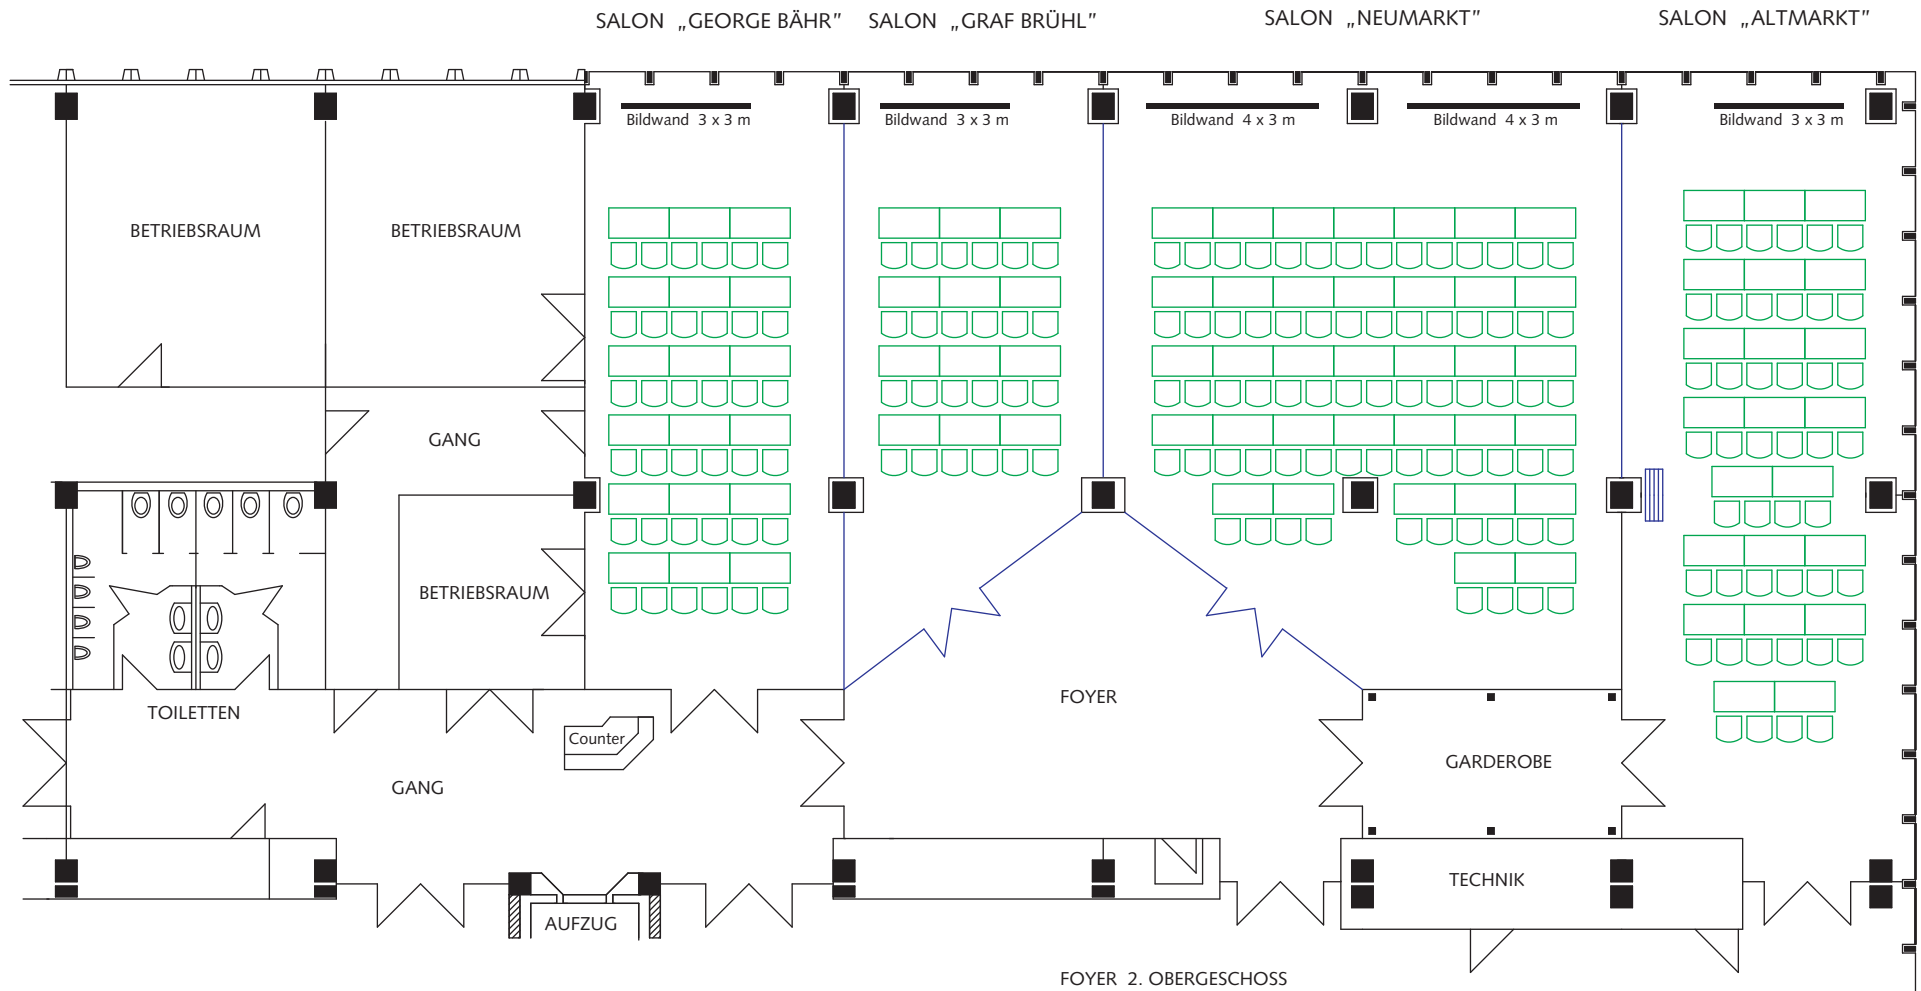 SALON „GEORGE BÄHR”
SALON „GRAF BRÜHL”
SALON „NEUMARKT”
SALON „ALTMARKT”
Bildwand 3 x 3 m
Bildwand 3 x 3 m
Bildwand 4 x 3 m
Bildwand 4 x 3 m
Bildwand 3 x 3 m
BETRIEBSRAUM
BETRIEBSRAUM
GANG
BETRIEBSRAUM
TOILETTEN
FOYER
Counter
GARDEROBE
GANG
TECHNIK
AUFZUG
FOYER 2. OBERGESCHOSS